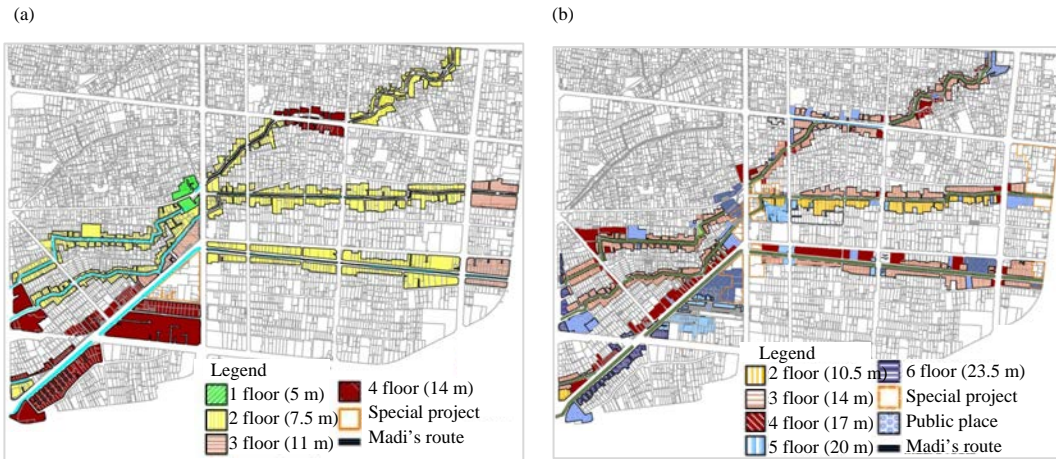 (a)
(b)
Legend
1 floor (5 m)
2 floor (7.5 m)
3 floor (11 m)
4 floor (14 m)
Special project
Madi's route
Legend
2 floor (10.5 m)
3 floor (14 m)
4 floor (17 m)
5 floor (20 m)
6 floor (23.5 m)
Special project
Public place
Madi's route